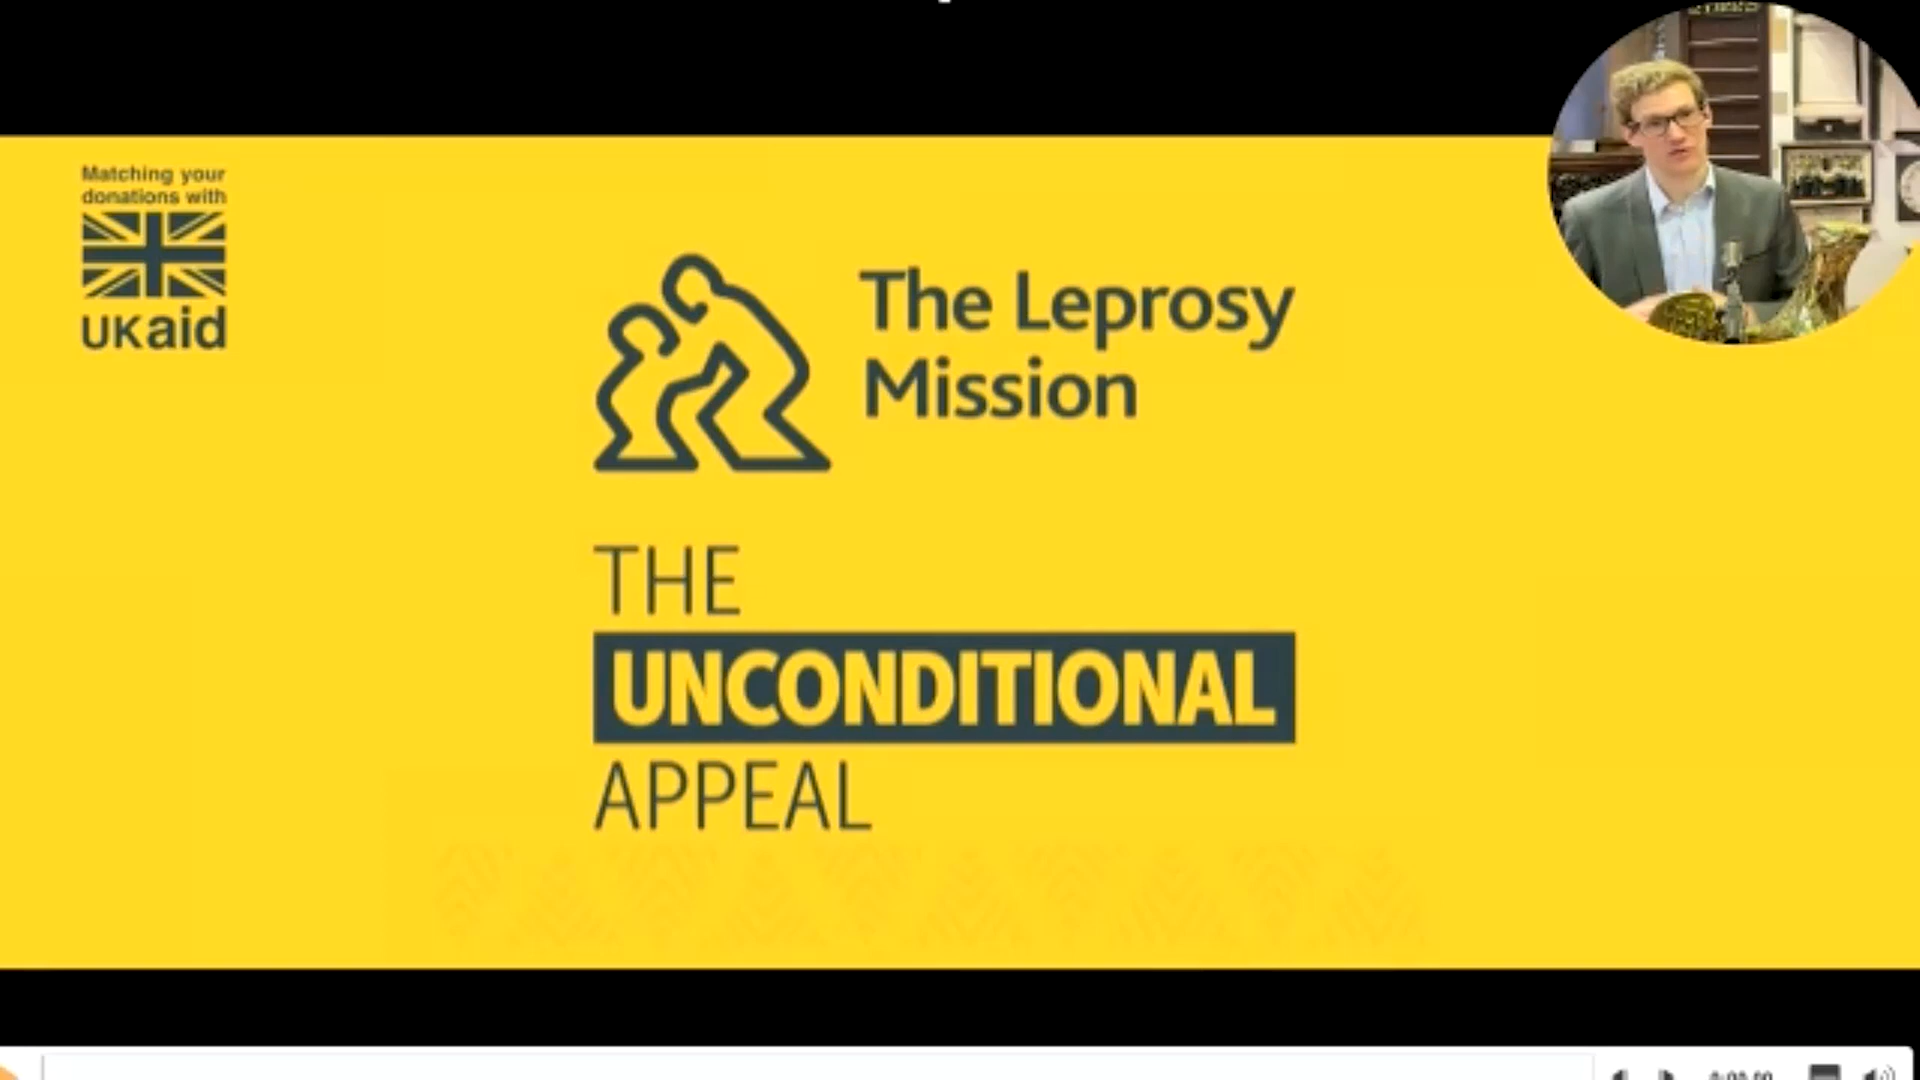 Matching your
donations with
UKaid
The Leprosy
Mission
THE
UNCONDITIONAL
APPEAL